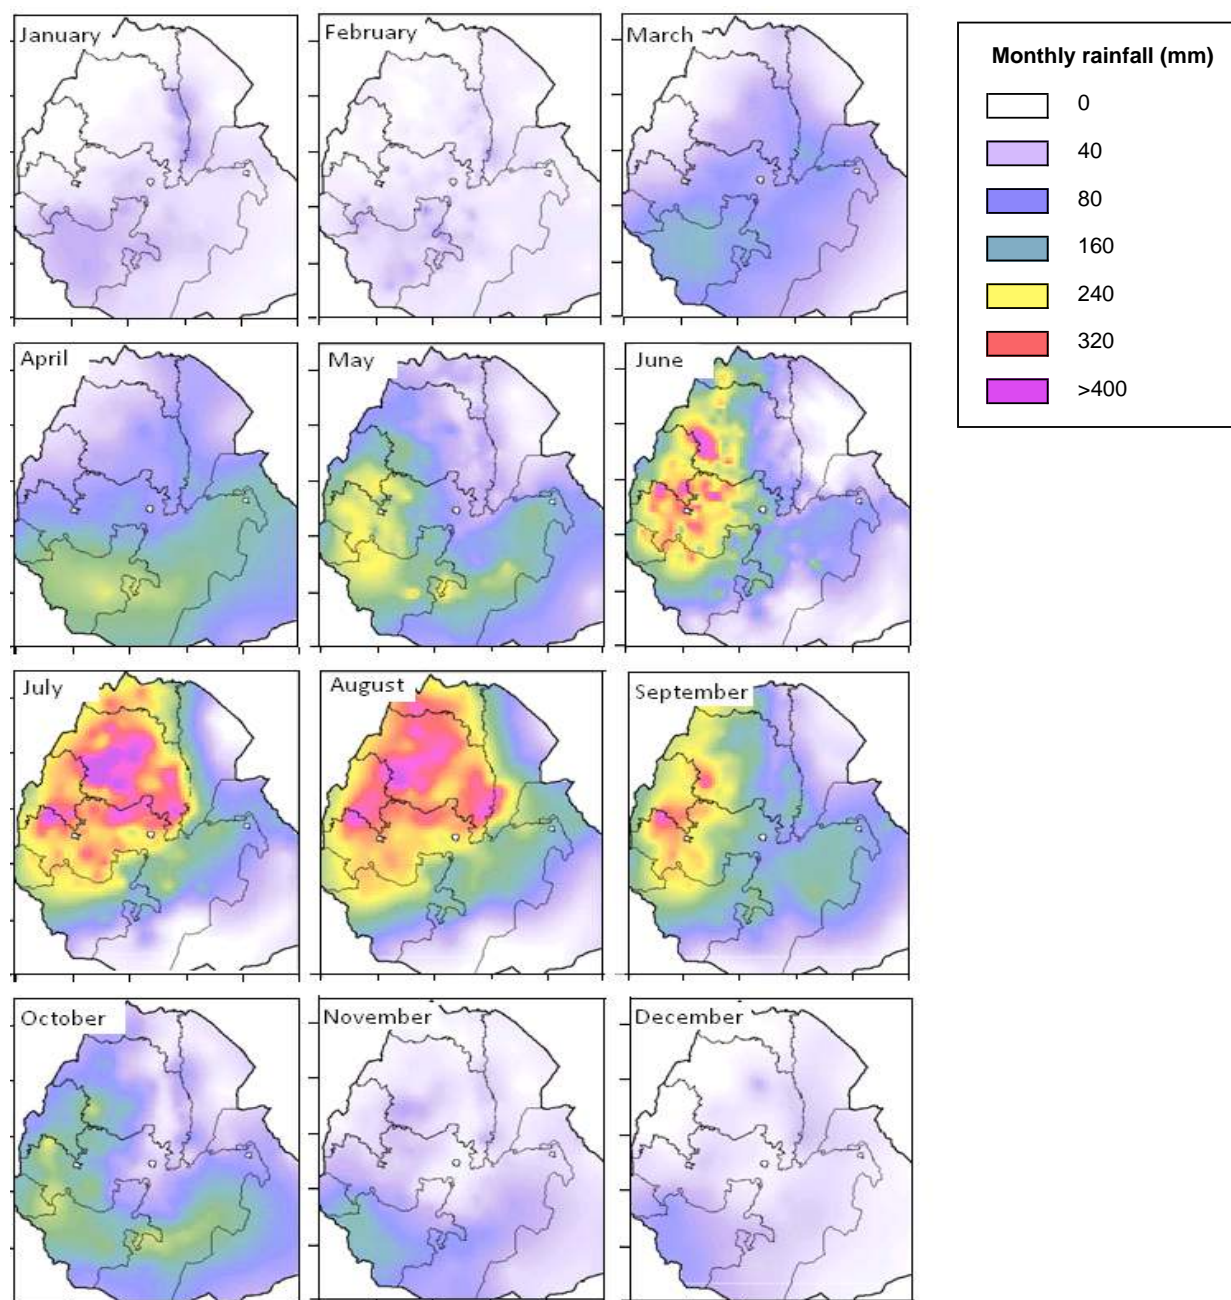 January
February
March
Monthly rainfall (mm)
0
40
80
160
240
320
>400
April
May
June
July
August
September
October
November
December